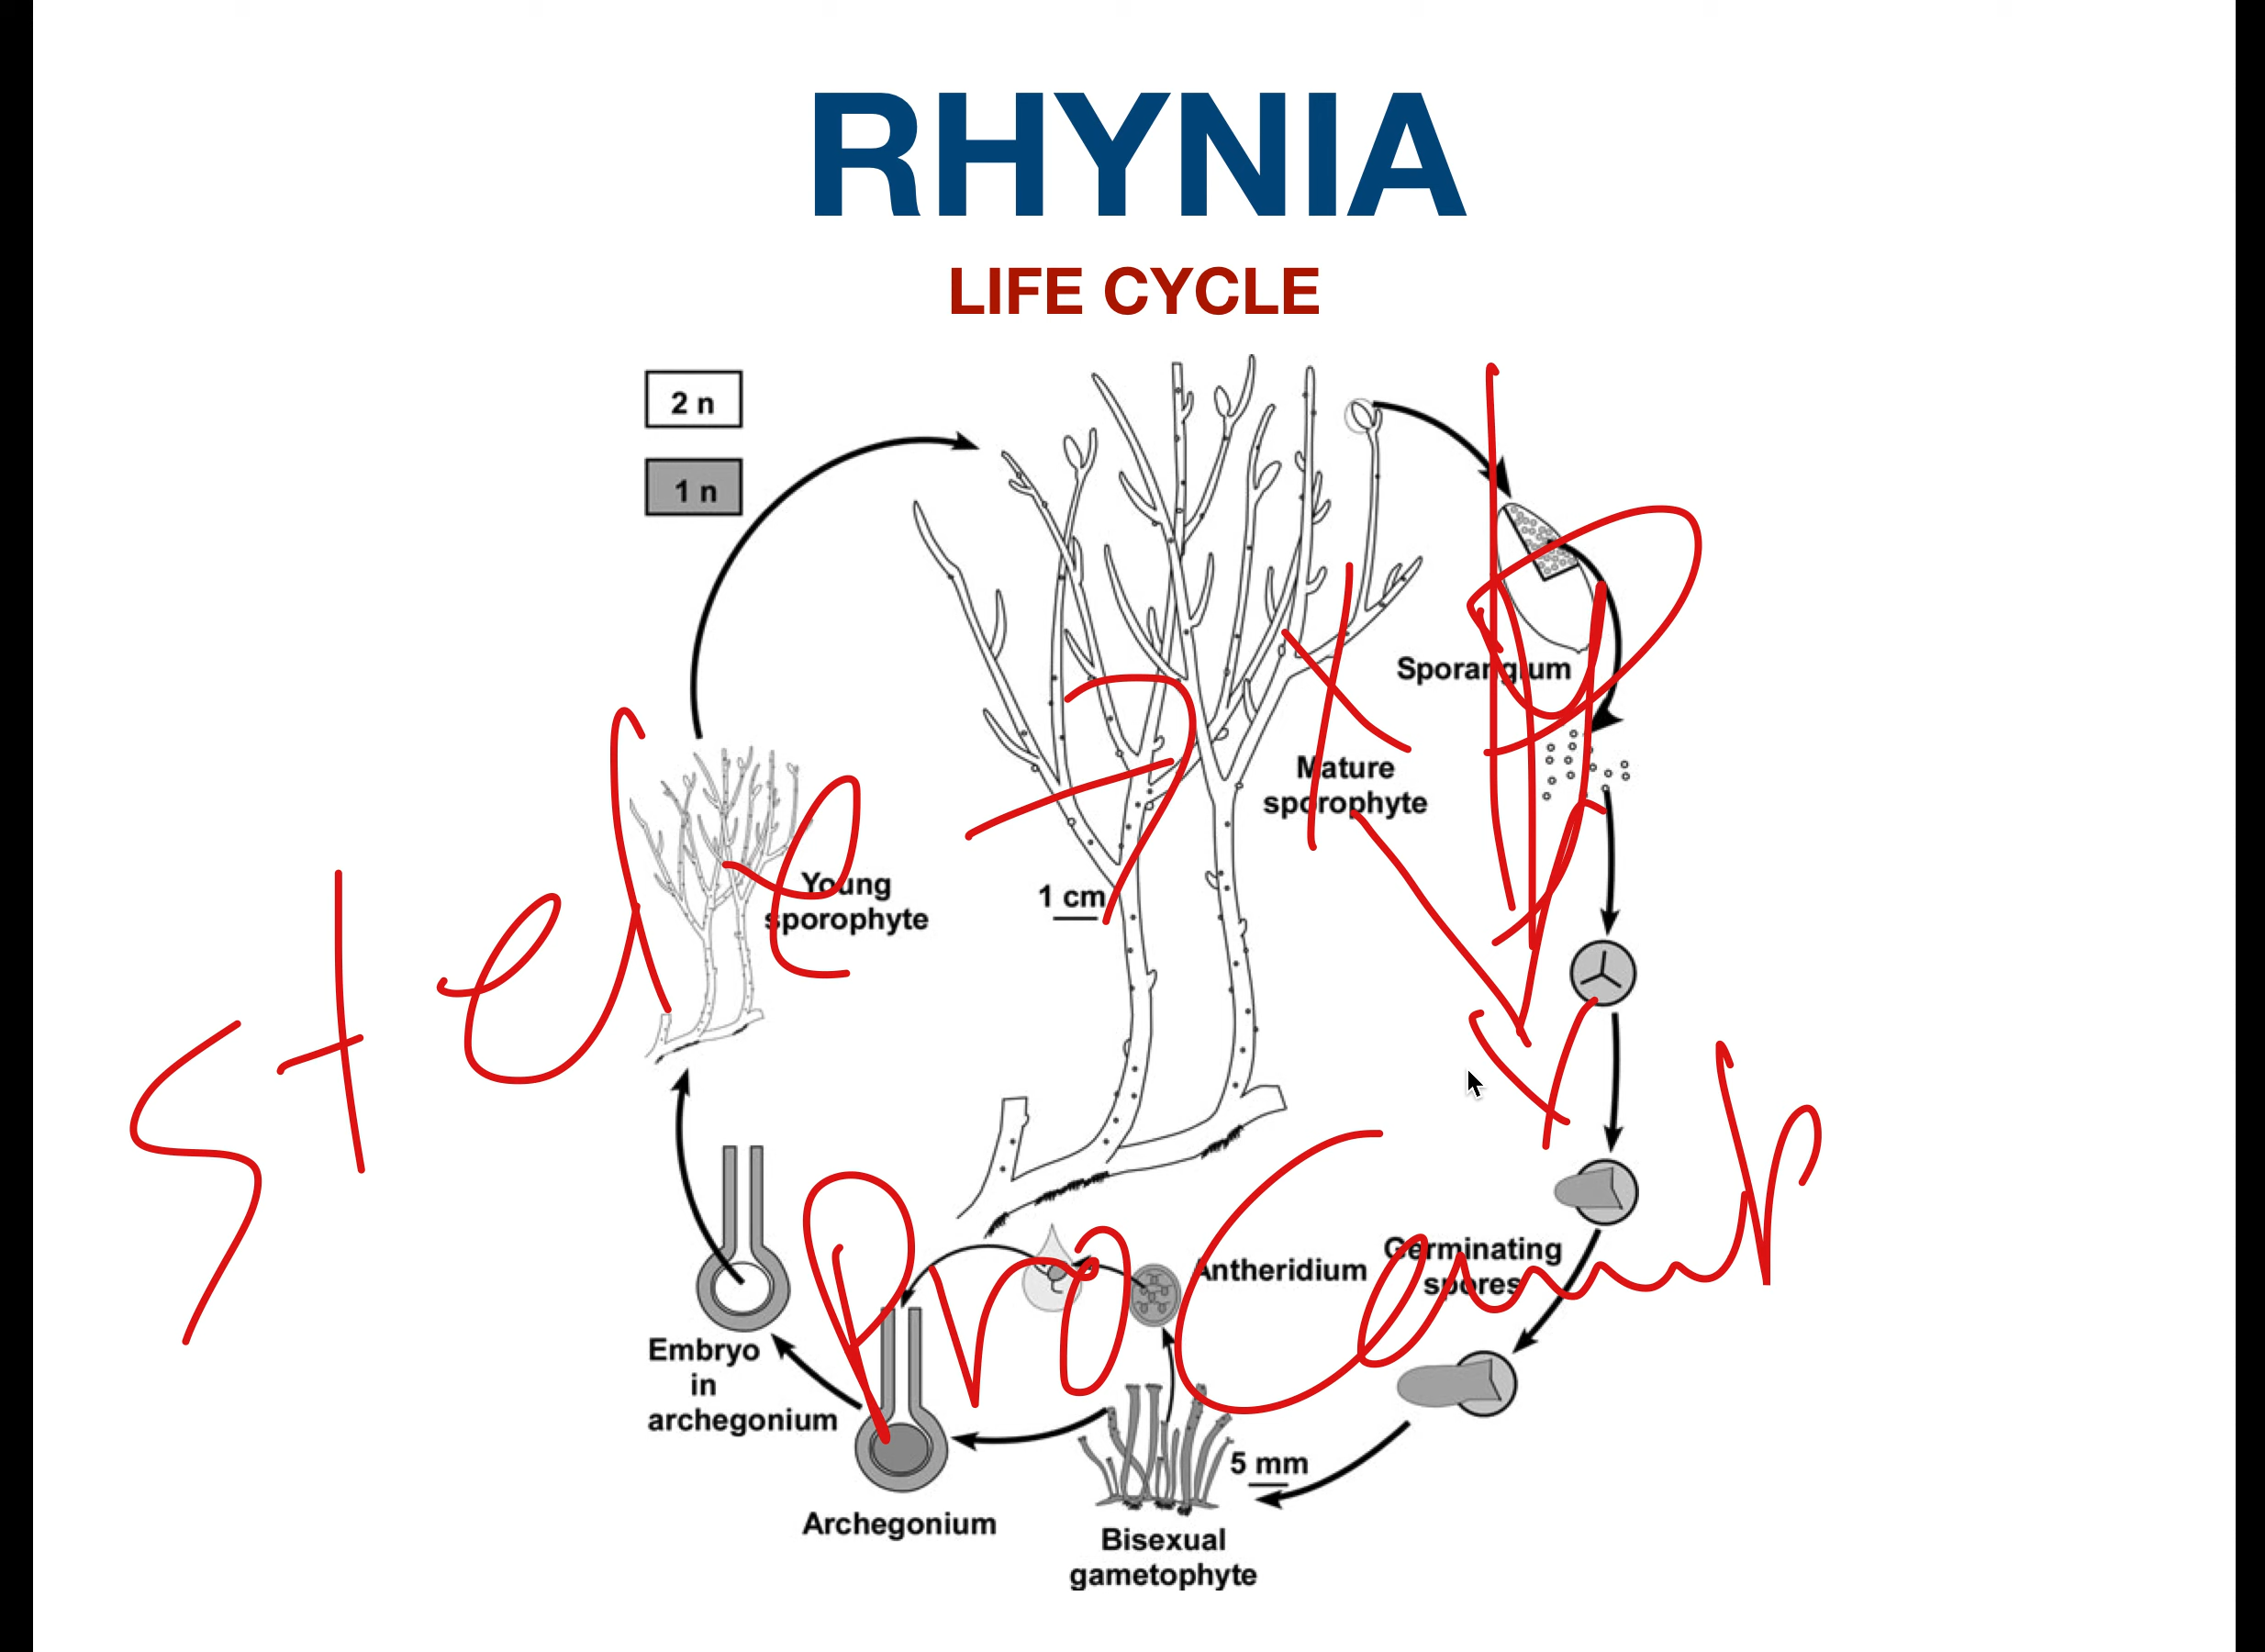 RHYNIA
LIFE CYCLE
2 n
1 n
Sporangium
Mature
sporophyte
Young
sporophyte
1 cm
Stele
Germinating
spores
Antheridium
Embryo
in
archegonium
5 mm
Archegonium
Bisexual
gametophyte